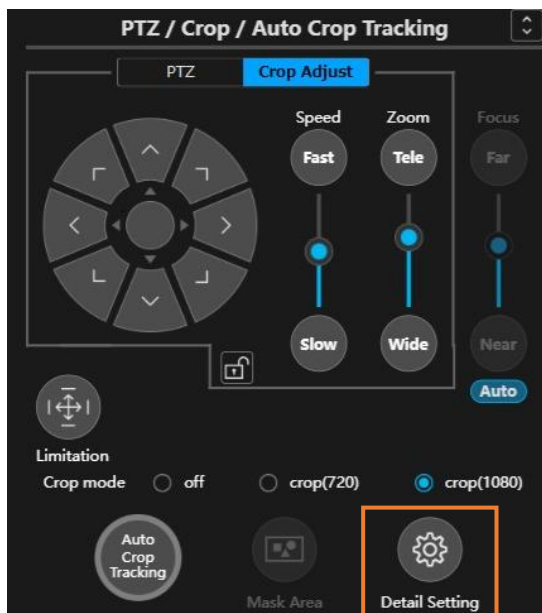 PTZ / Crop / Auto Crop Tracking
PTZ Crop Adjust
Speed Zoom Focus
Fast Tele Far
Slow Wide Near
Auto
Limitation
Crop mode off crop(720) crop(1080)
Auto
Crop
Tracking
Mask Area
Detail Setting